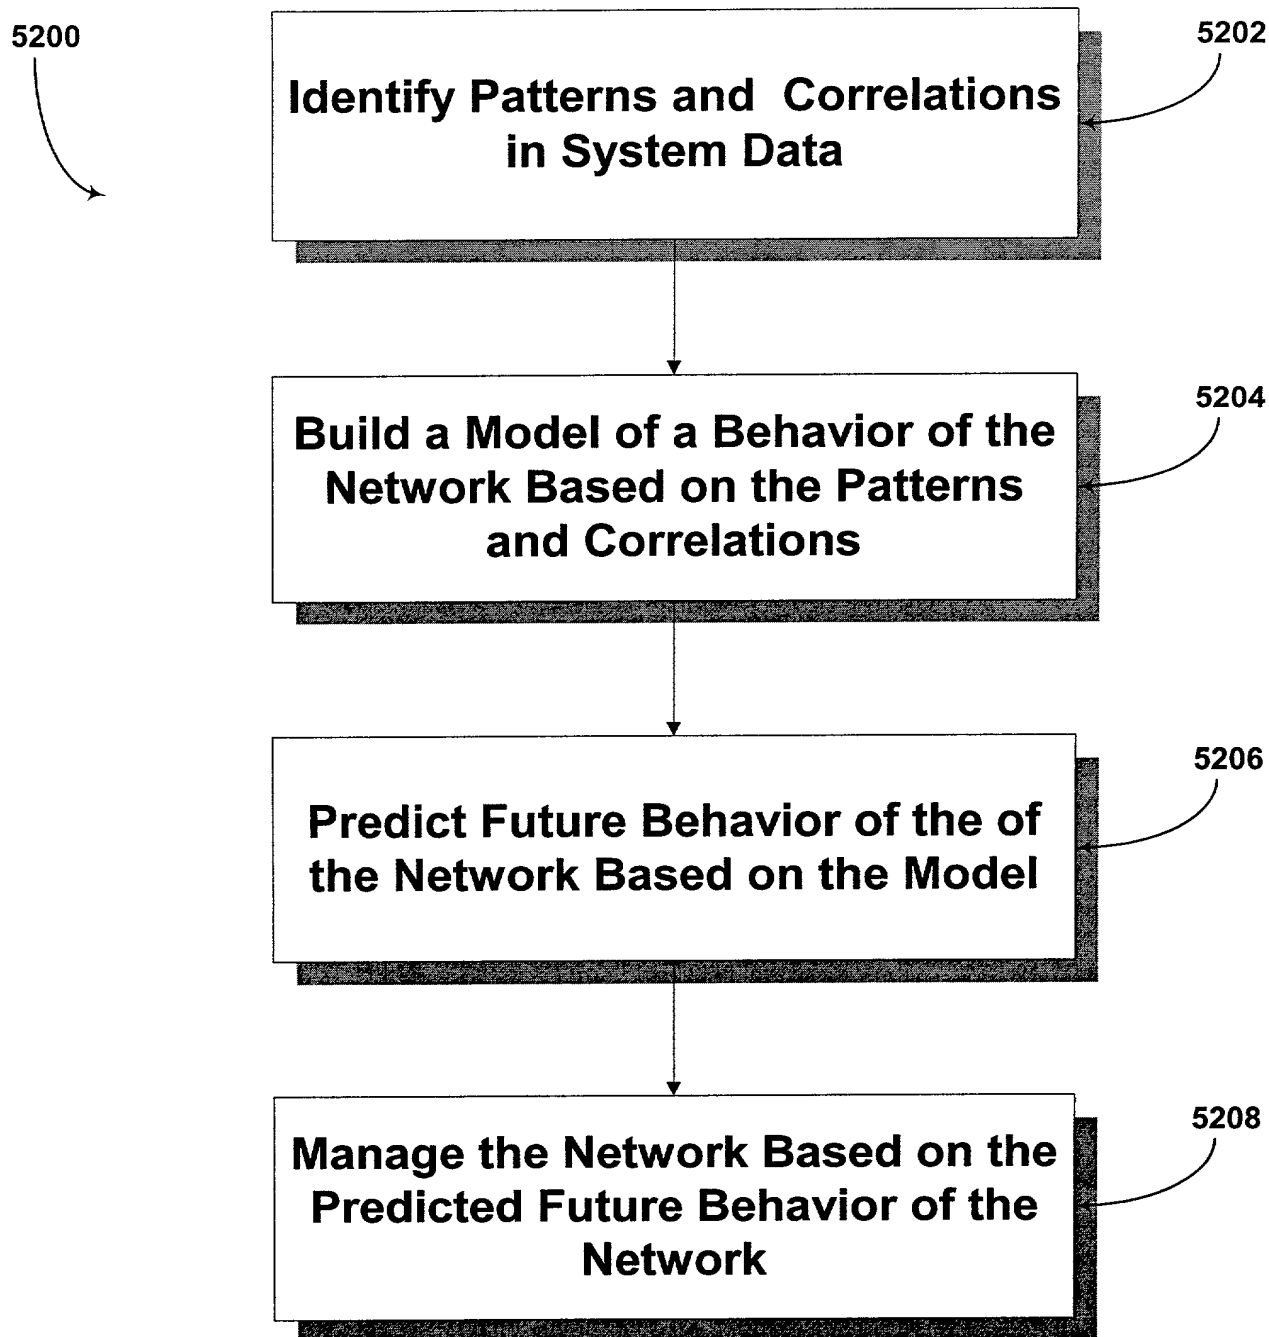 5200
5202
Identify Patterns and Correlations
in System Data
5204
Build a Model of a Behavior of the
Network Based on the Patterns
and Correlations
5206
Predict Future Behavior of the of
the Network Based on the Model
5208
Manage the Network Based on the
Predicted Future Behavior of the
Network